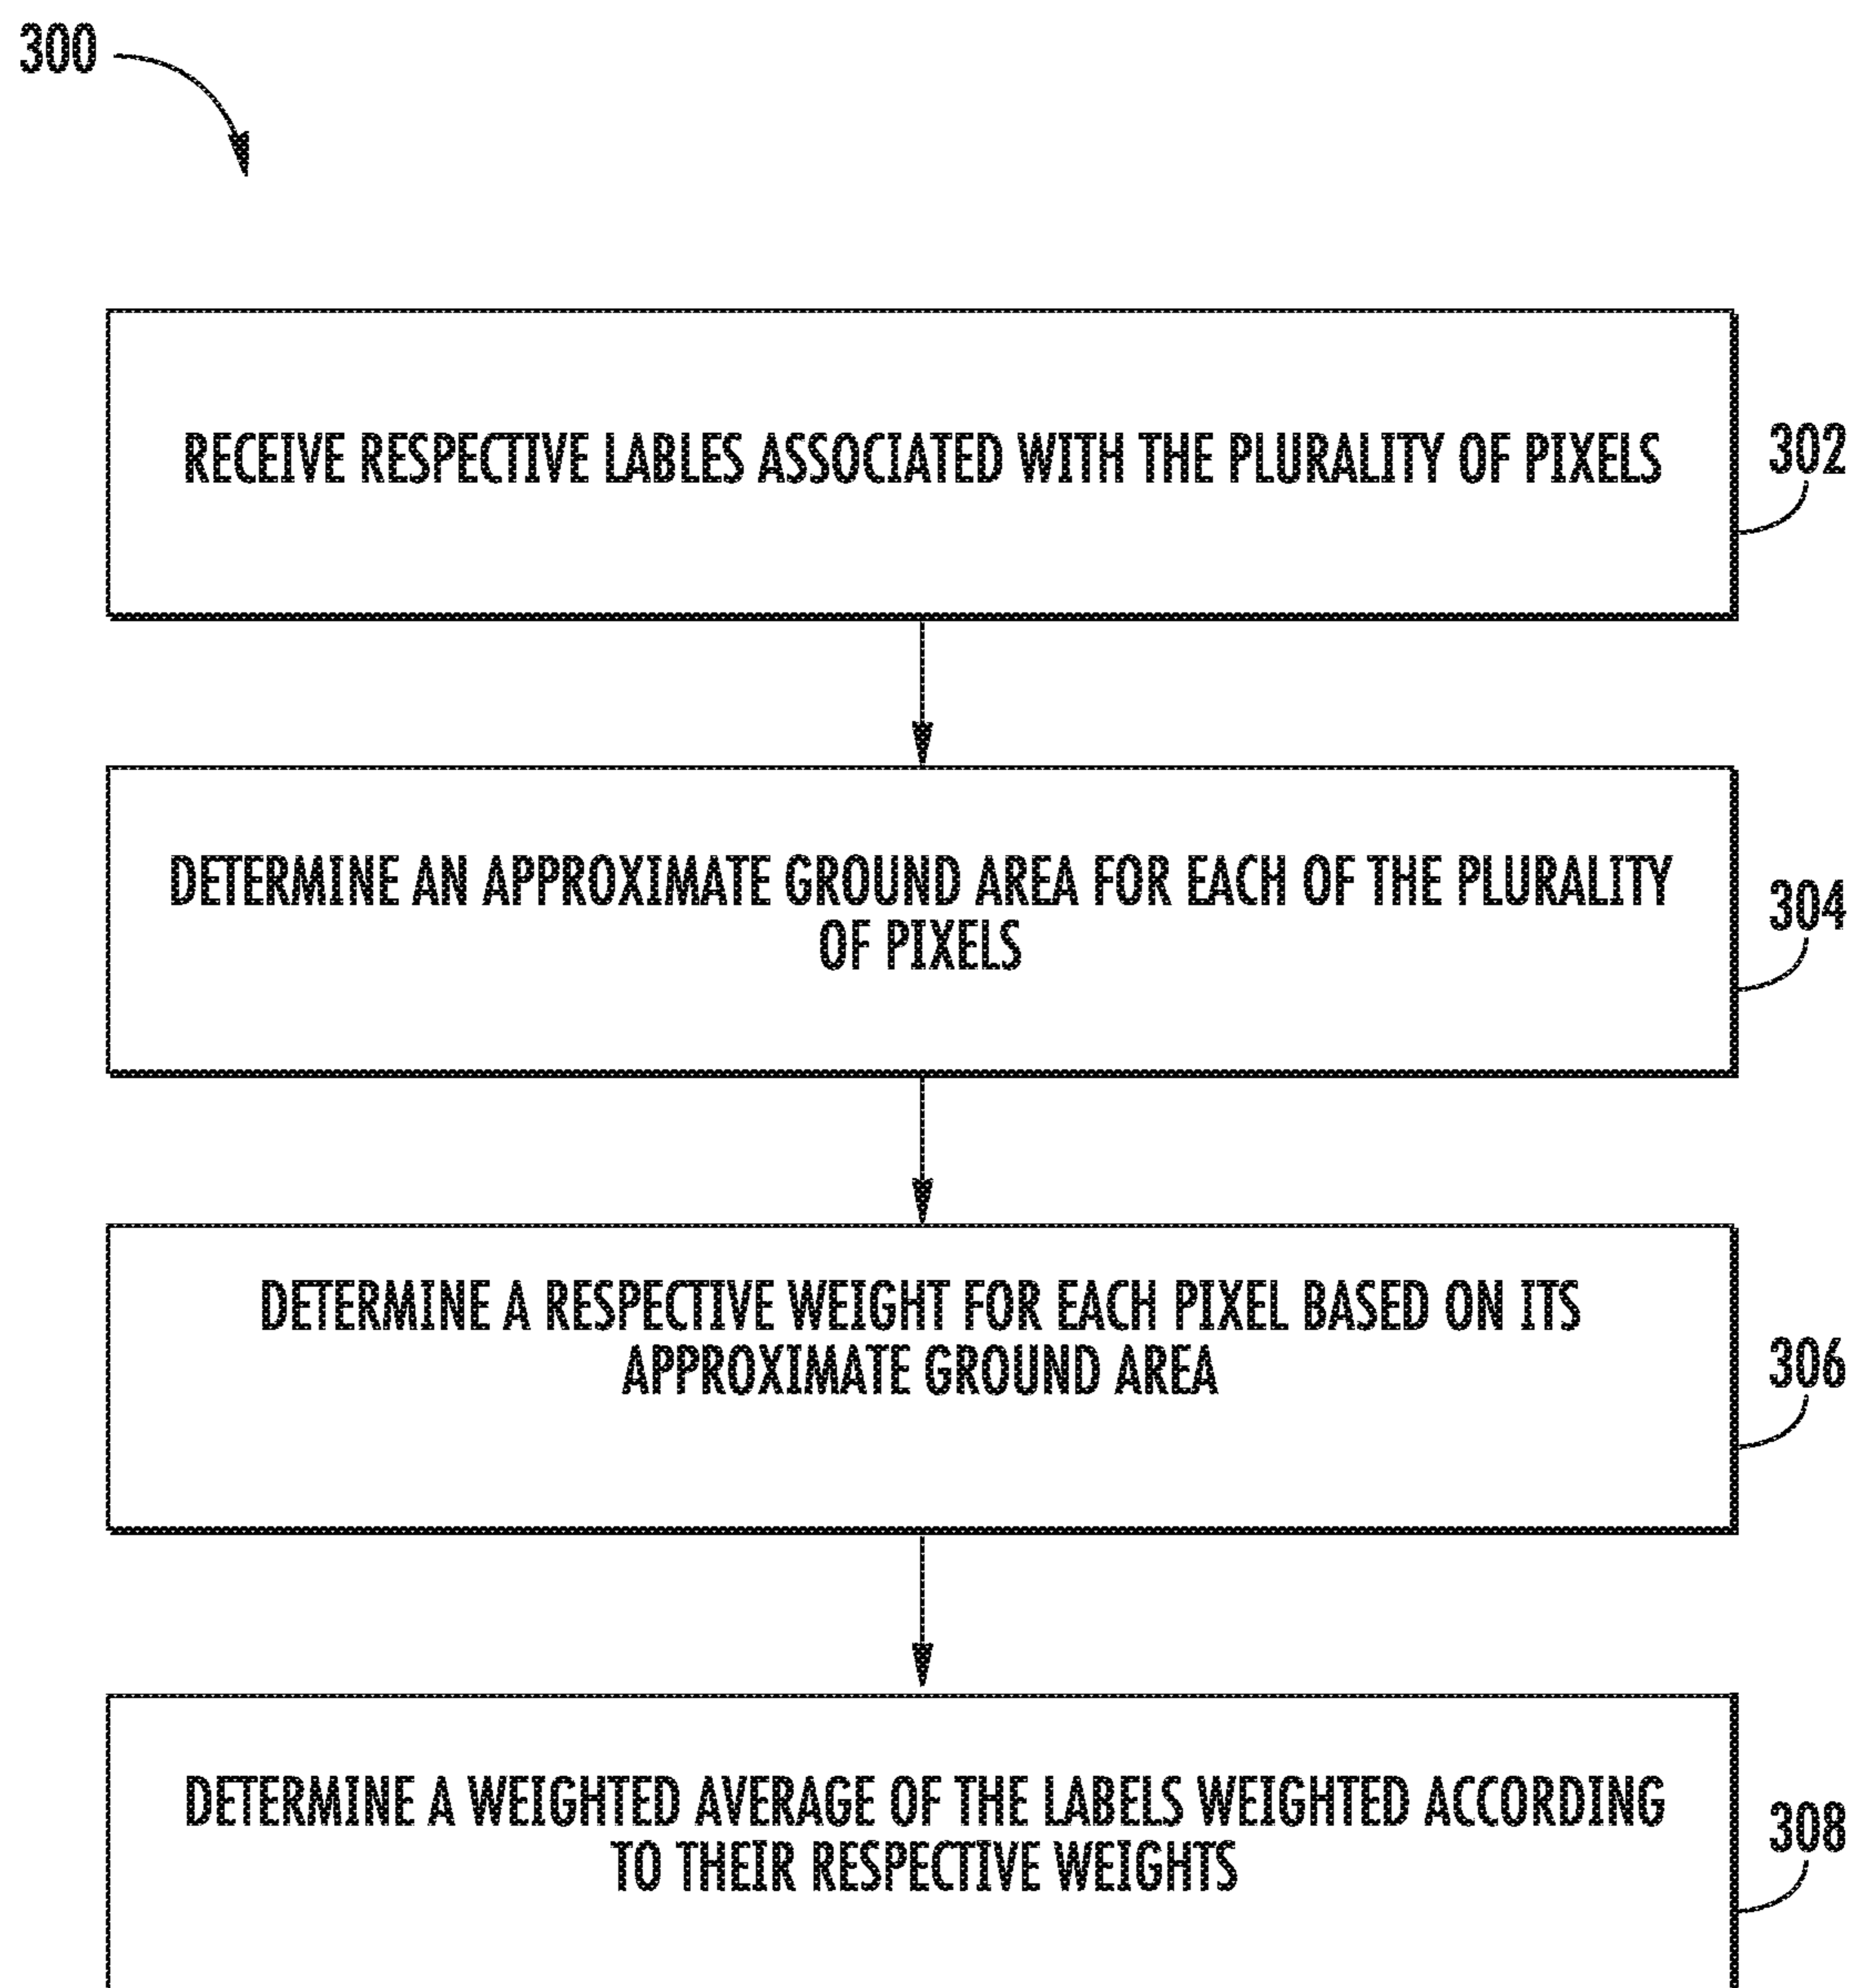 300
RECEIVE RESPECTIVE LABLES ASSOCIATED WITH THE PLURALITY OF PIXELS
302
DETERMINE AN APPROXIMATE GROUND AREA FOR EACH OF THE PLURALITY
OF PIXELS
304
DETERMINE A RESPECTIVE WEIGHT FOR EACH PIXEL BASED ON ITS
APPROXIMATE GROUND AREA
306
DETERMINE A WEIGHTED AVERAGE OF THE LABELS WEIGHTED ACCORDING
TO THEIR RESPECTIVE WEIGHTS
308